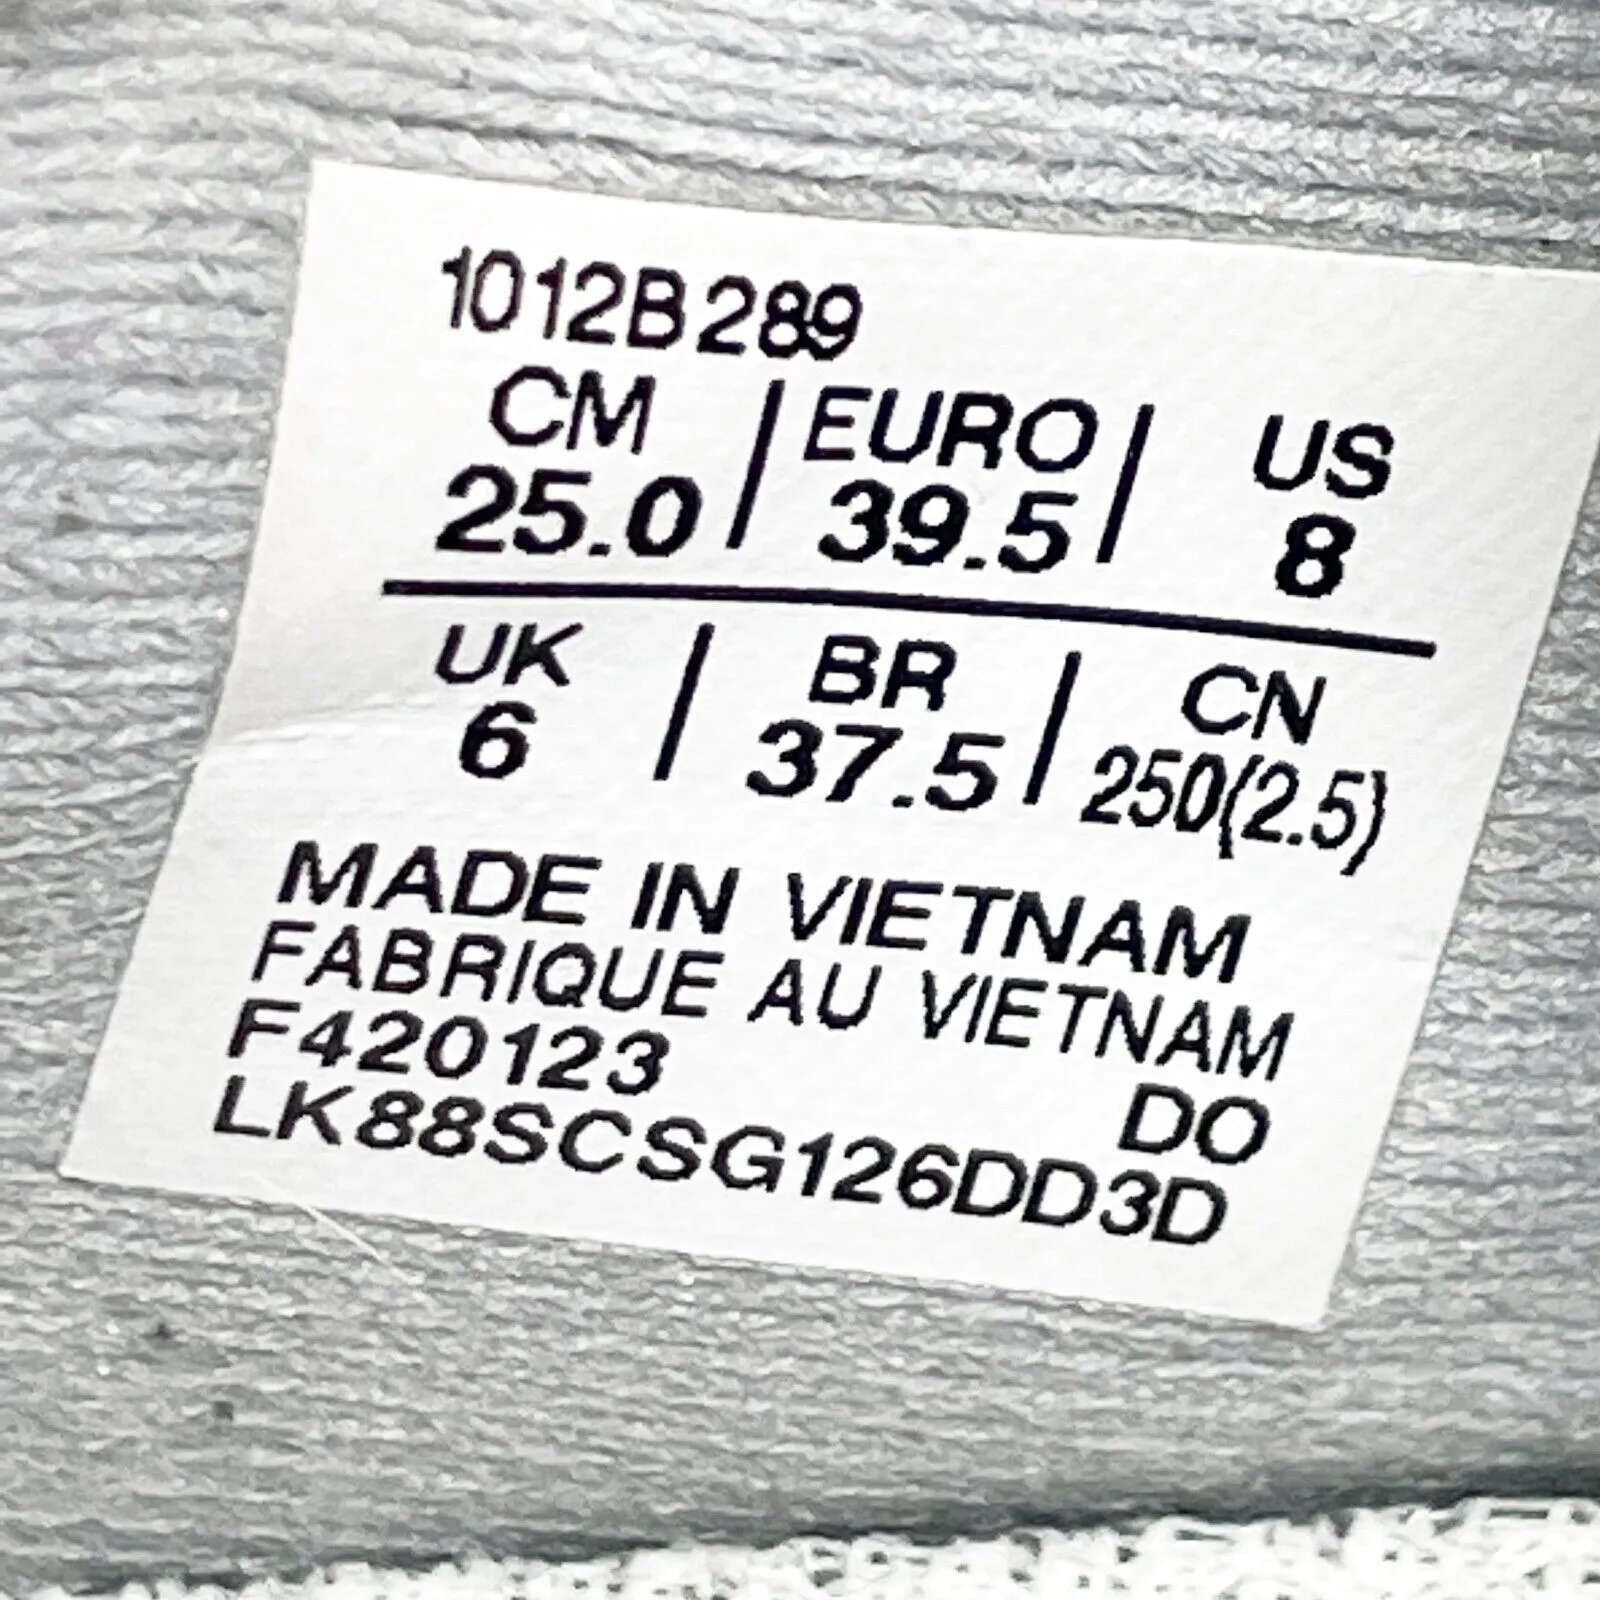 1012B289
CM | EURO | US
25.0 | 39.5 | 8
UK | BR | CN
6 | 37.5 | 250(2.5)
MADE IN VIETNAM
FABRIQUE AU VIETNAM
F420123 DO
LK88SCSG126DD3D